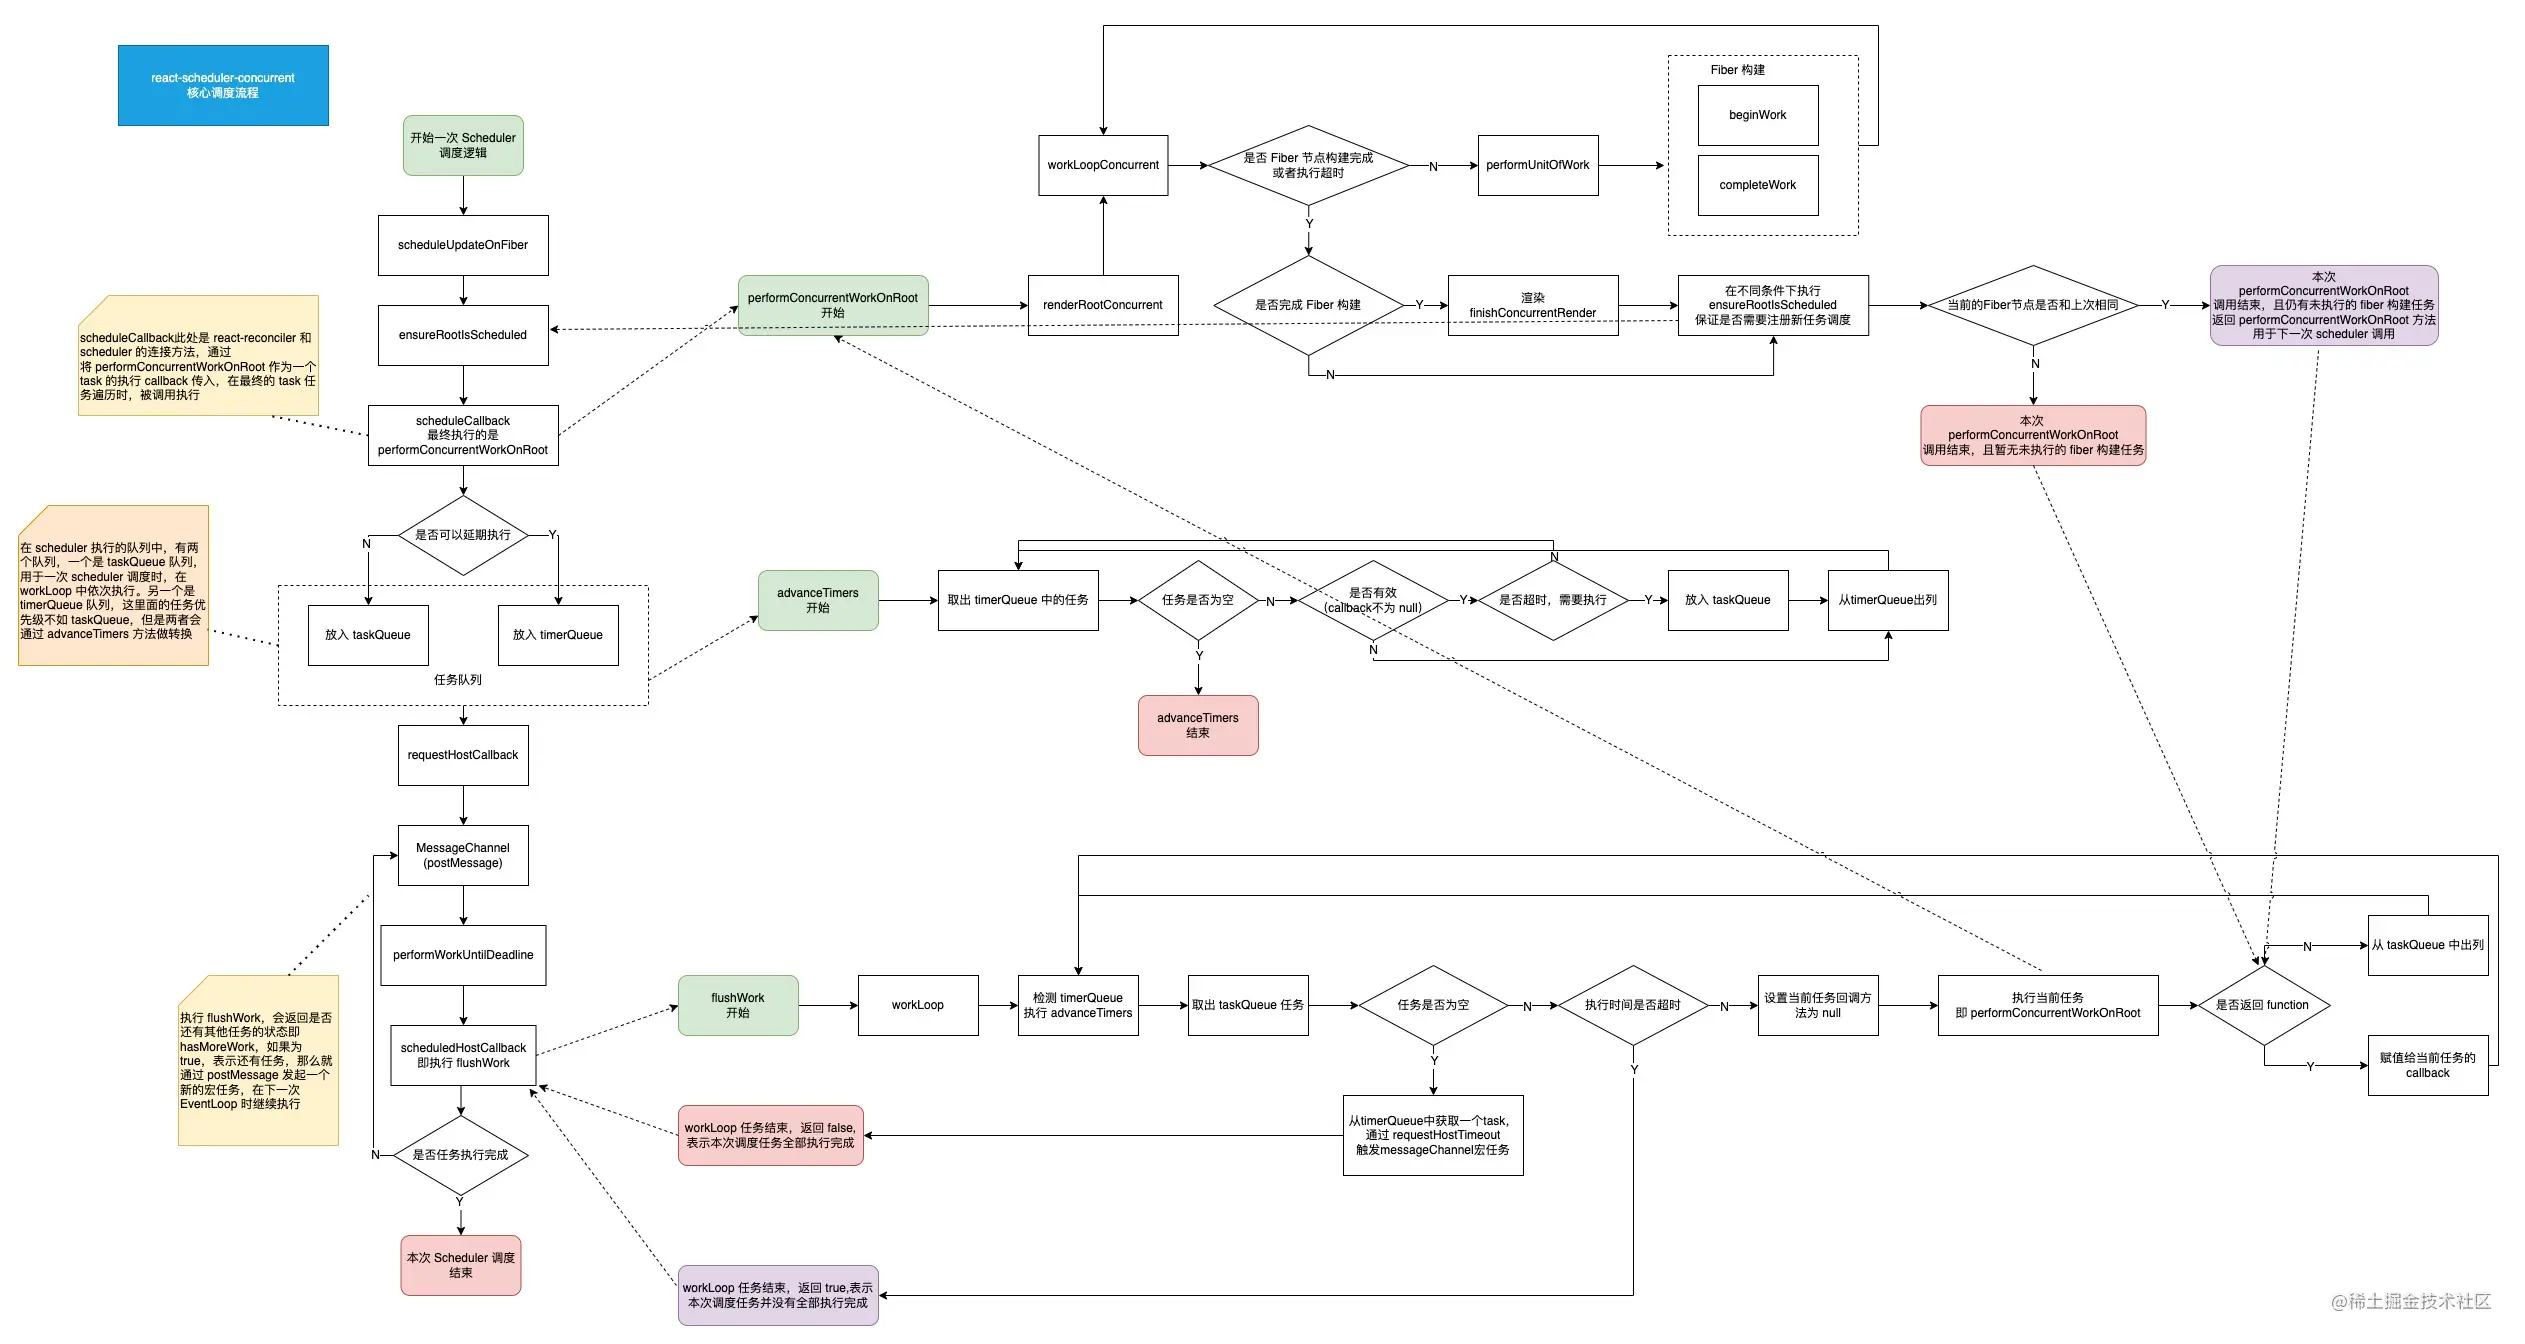 react-scheduler-concurrent
核心调度流程
开始一次 Scheduler
调度逻辑
scheduleUpdateOnFiber
ensureRootIsScheduled
scheduleCallback此处是 react-reconciler 和
scheduler 的连接方法，通过
将 performConcurrentWorkOnRoot 作为一个
task 的执行 callback 传入，在最终的 task 任
务遍历时，被调用执行
scheduleCallback
最终执行的是
performConcurrentWorkOnRoot
是否可以延期执行
N
Y
在 scheduler 执行的队列中，有两
个队列，一个是 taskQueue 队列，
用于一次 scheduler 调度时，在
workLoop 中依次执行。另一个是
timerQueue 队列，这里面的任务优
先级不如 taskQueue，但是两者会
通过 advanceTimers 方法做转换
放入 taskQueue
放入 timerQueue
任务队列
requestHostCallback
MessageChannel
(postMessage)
performWorkUntilDeadline
执行 flushWork，会返回是否
还有其他任务的状态即
hasMoreWork，如果为
true，表示还有任务，那么就
通过 postMessage 发起一个
新的宏任务，在下一次
EventLoop 时继续执行
scheduledHostCallback
即执行 flushWork
是否任务执行完成
N
Y
本次 Scheduler 调度
结束
performConcurrentWorkOnRoot
开始
renderRootConcurrent
workLoopConcurrent
是否 Fiber 节点构建完成
或者执行超时
N
Y
performUnitOfWork
Fiber 构建
beginWork
completeWork
是否完成 Fiber 构建
Y
N
渲染
finishConcurrentRender
在不同条件下执行
ensureRootIsScheduled
保证是否需要注册新任务调度
当前的Fiber节点是否和上次相同
Y
N
本次
performConcurrentWorkOnRoot
调用结束，且仍有未执行的 fiber 构建任务
返回 performConcurrentWorkOnRoot 方法
用于下一次 scheduler 调用
本次
performConcurrentWorkOnRoot
调用结束，且暂无未执行的 fiber 构建任务
advanceTimers
开始
取出 timerQueue 中的任务
任务是否为空
N
Y
advanceTimers
结束
是否有效
（callback不为 null）
Y
N
是否超时，需要执行
N
Y
放入 taskQueue
从timerQueue出列
flushWork
开始
workLoop
检测 timerQueue
执行 advanceTimers
取出 taskQueue 任务
任务是否为空
N
Y
执行时间是否超时
N
Y
设置当前任务回调方
法为 null
执行当前任务
即 performConcurrentWorkOnRoot
是否返回 function
N
Y
从 taskQueue 中出列
赋值给当前任务的
callback
从timerQueue中获取一个task，
通过 requestHostTimeout
触发messageChannel宏任务
workLoop 任务结束，返回 false,
表示本次调度任务全部执行完成
workLoop 任务结束，返回 true,表示
本次调度任务并没有全部执行完成
@稀土掘金技术社区